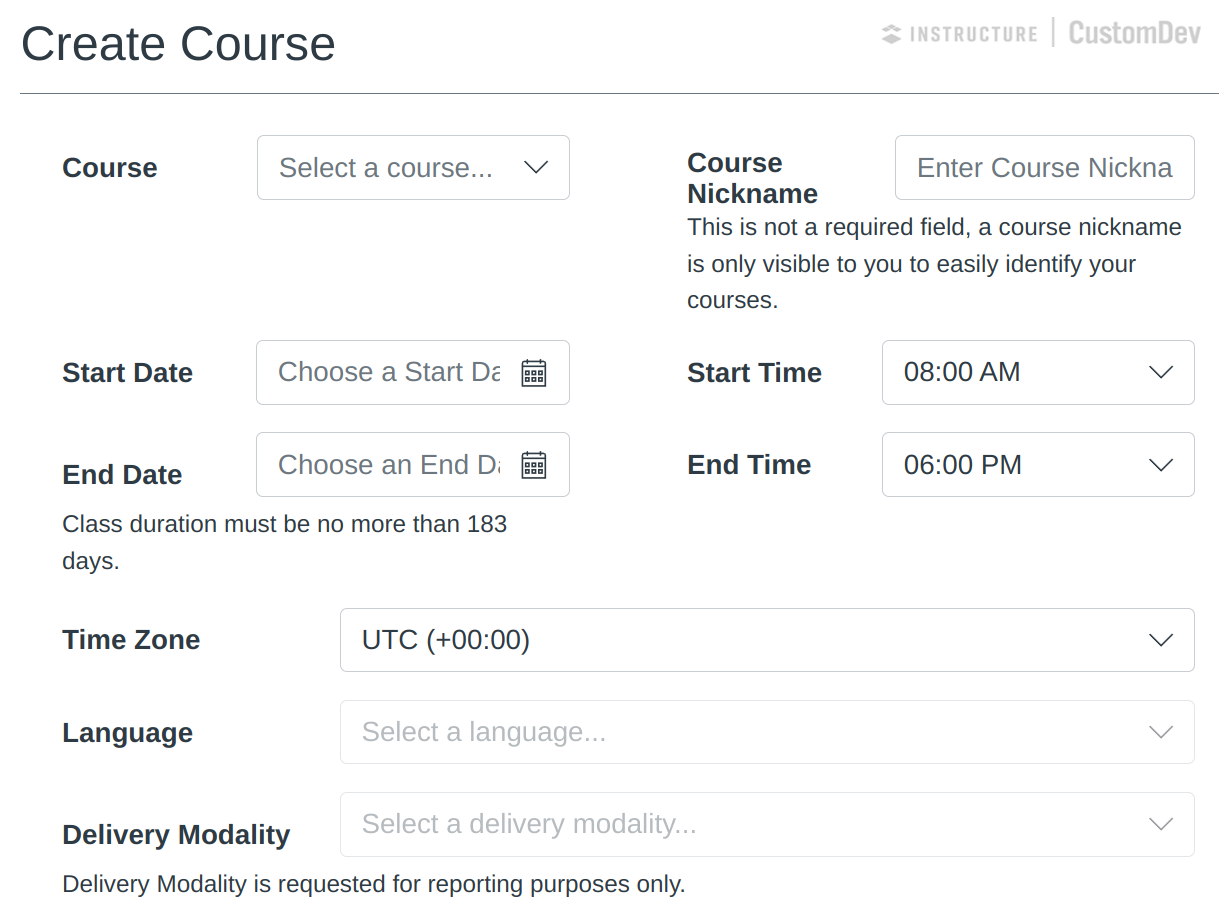 Create Course
INSTRUCTURE | CustomDev
Course
Select a course...
Course
Nickname
Enter Course Nickna
This is not a required field, a course nickname
is only visible to you to easily identify your
courses.
Start Date
Choose a Start Da
Start Time
08:00 AM
End Date
Choose an End Da
End Time
06:00 PM
Class duration must be no more than 183
days.
Time Zone
UTC (+00:00)
Language
Select a language...
Delivery Modality
Select a delivery modality...
Delivery Modality is requested for reporting purposes only.